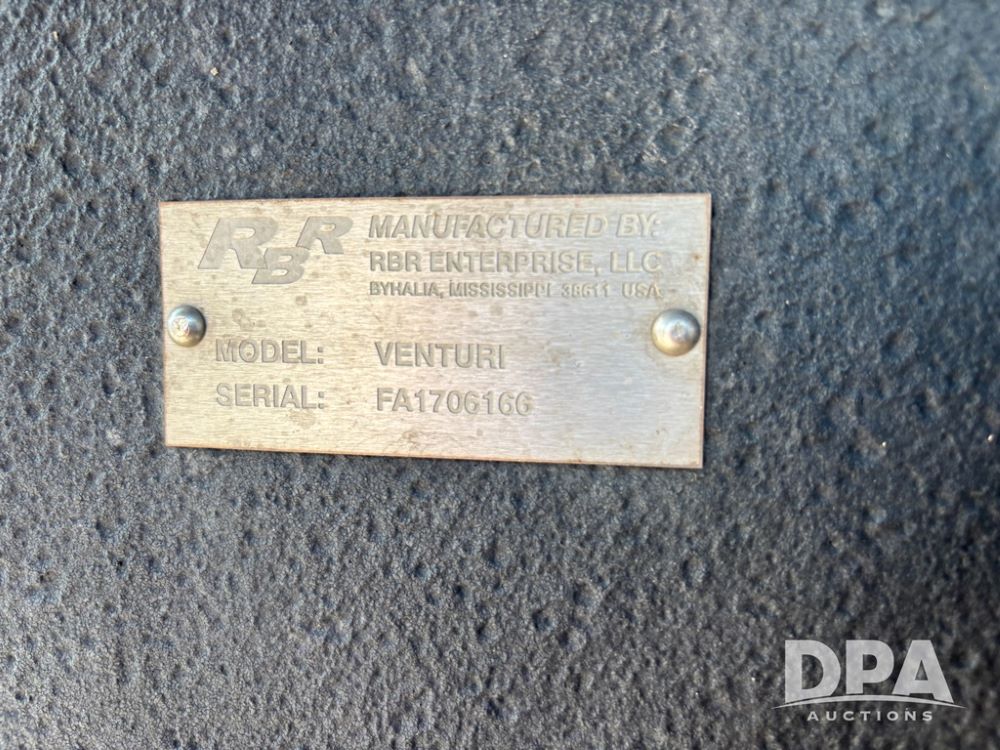 RBR
MANUFACTURED BY:
RBR ENTERPRISE, LLC
BYHALIA, MISSISSIPPI 38611 USA
MODEL: VENTURI
SERIAL: FA1706166
DPA
AUCTIONS